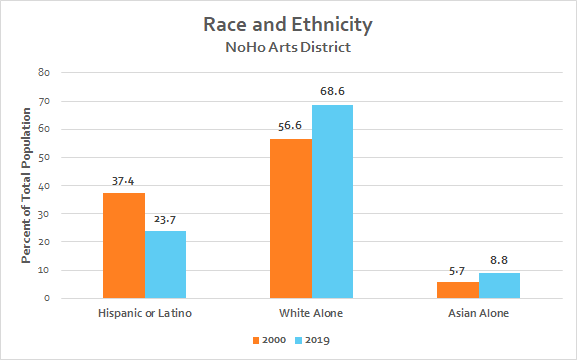 Race and Ethnicity
NoHo Arts District
Percent of Total Population
80
70
60
50
40
30
20
10
0
37.4
23.7
56.6
68.6
5.7
8.8
Hispanic or Latino
White Alone
Asian Alone
2000
2019